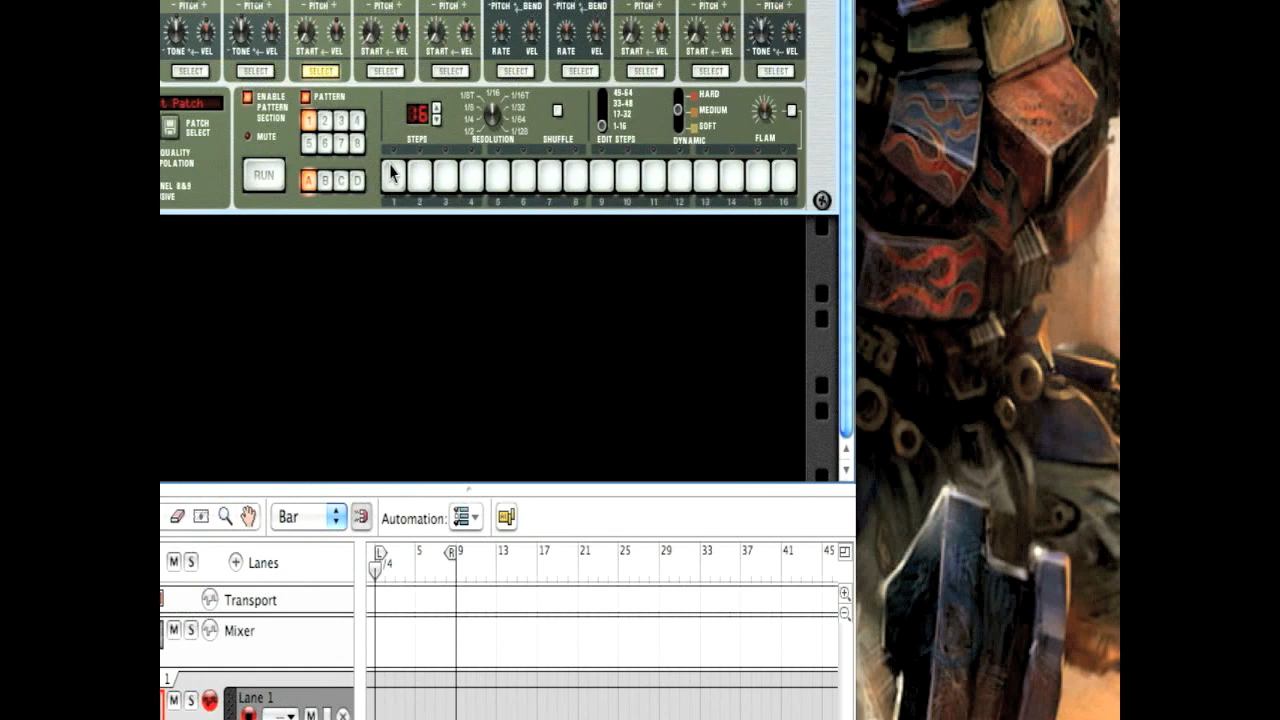 PITCH PITCH PITCH PITCH PITCH PITCH BEND PITCH BEND PITCH PITCH PITCH
TONE VEL TONE VEL START VEL START VEL START VEL RATE VEL RATE VEL START VEL START VEL TONE VEL
SELECT SELECT SELECT SELECT SELECT SELECT SELECT SELECT SELECT SELECT
t Patch
PATCH
SELECT
QUALITY
POLATION
NEL 8&9
SIVE
ENABLE
PATTERN
SECTION
MUTE
RUN
PATTERN
1 2 3 4
5 6 7 8
A B C D
16
STEPS
1/16
1/8T 1/16T
1/8 1/32
1/4 1/64
1/2 1/128
RESOLUTION
SHUFFLE
49-64
33-48
17-32
1-16
EDIT STEPS
HARD
MEDIUM
SOFT
DYNAMIC
FLAM
1 2 3 4 5 6 7 8 9 10 11 12 13 14 15 16
Bar
Automation:
L 5 R 9 13 17 21 25 29 33 37 41 45
/4
M S Lanes
Transport
M S Mixer
1
M S Lane 1
M